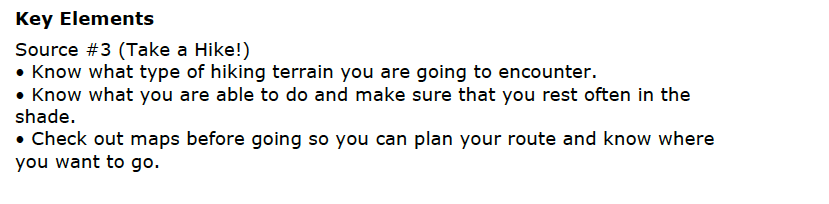 Key Elements
Source #3 (Take a Hike!)
• Know what type of hiking terrain you are going to encounter.
• Know what you are able to do and make sure that you rest often in the
shade.
• Check out maps before going so you can plan your route and know where
you want to go.